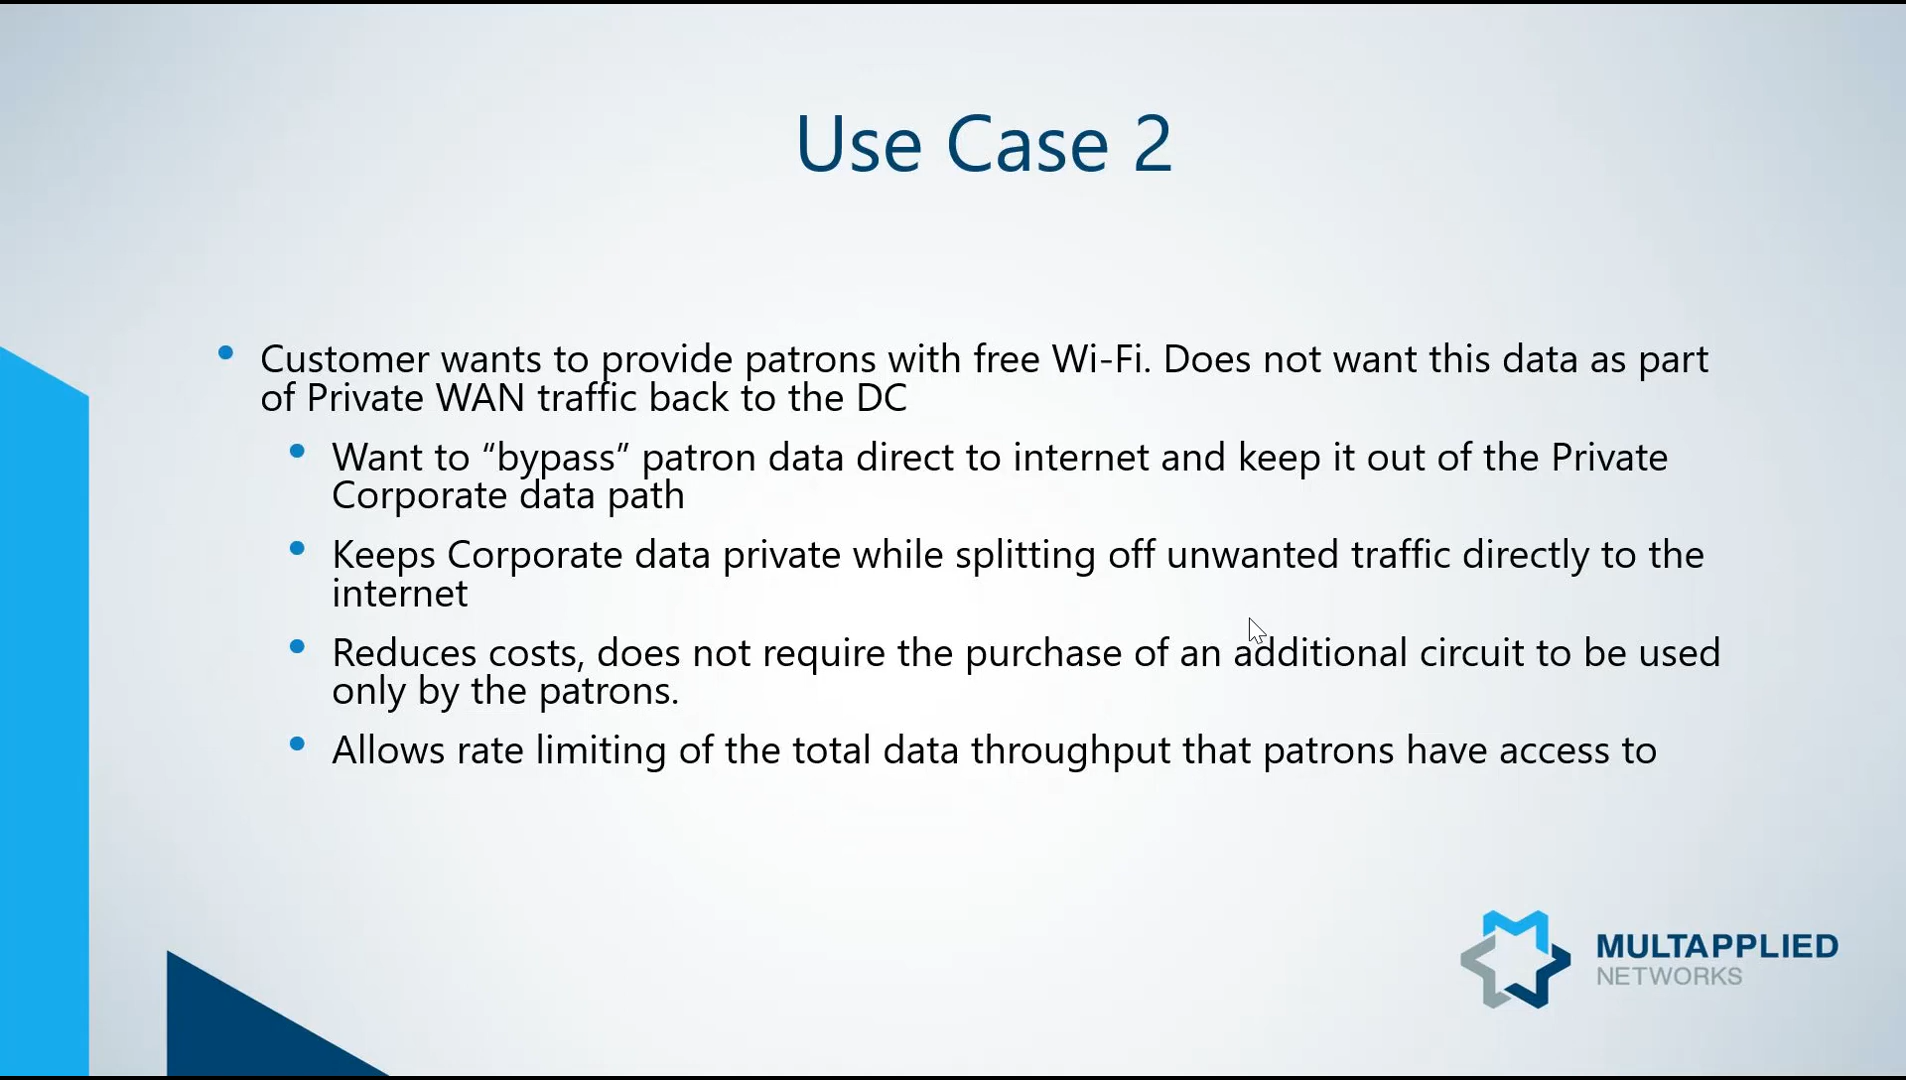 Use Case 2
• Customer wants to provide patrons with free Wi-Fi. Does not want this data as part
of Private WAN traffic back to the DC
• Want to “bypass” patron data direct to internet and keep it out of the Private
Corporate data path
• Keeps Corporate data private while splitting off unwanted traffic directly to the
internet
• Reduces costs, does not require the purchase of an additional circuit to be used
only by the patrons.
• Allows rate limiting of the total data throughput that patrons have access to
MULTAPPLIED
NETWORKS